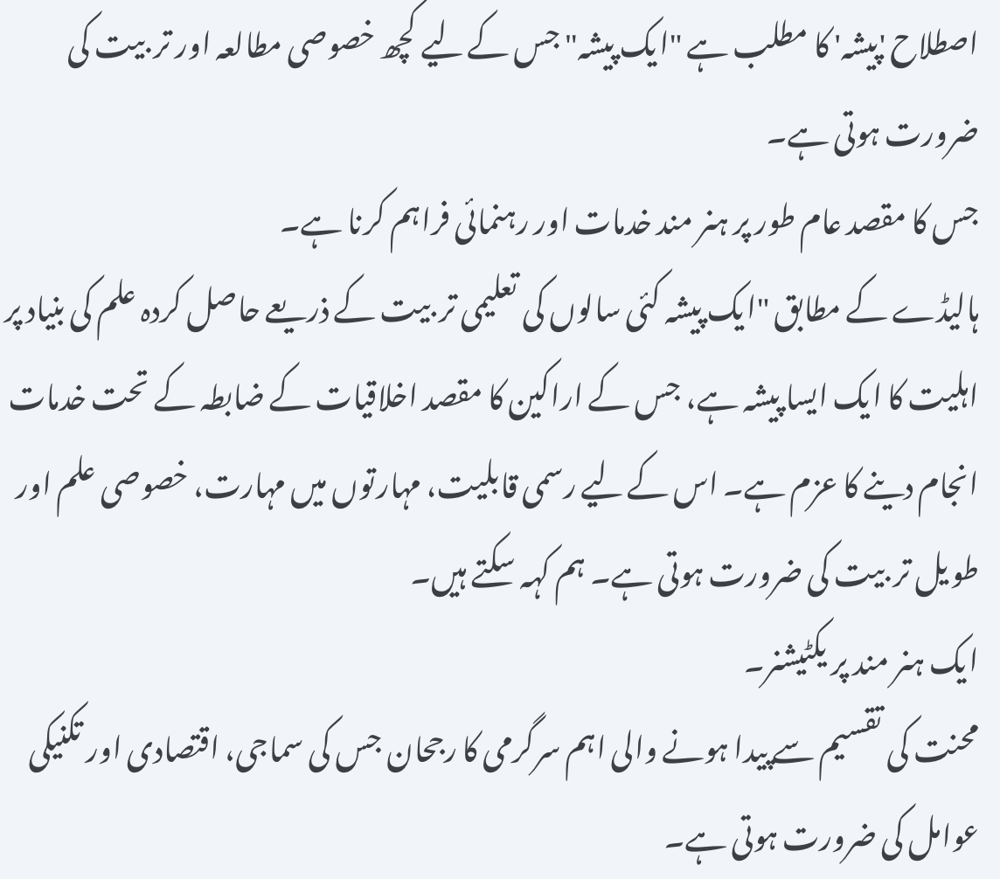 اصطلاح 'پیشہ' کا مطلب ہے "ایک پیشہ" جس کے لیے کچھ خصوصی مطالعہ اور تربیت کی
ضرورت ہوتی ہے۔
جس کا مقصد عام طور پر ہنر مند خدمات اور رہنمائی فراہم کرنا ہے۔
ہالیڈے کے مطابق "ایک پیشہ کئی سالوں کی تعلیمی تربیت کے ذریعے حاصل کردہ علم کی بنیاد پر
اہلیت کا ایک ایسا پیشہ ہے، جس کے اراکین کا مقصد اخلاقیات کے ضابطہ کے تحت خدمات
انجام دینے کا عزم ہے۔ اس کے لیے رسمی قابلیت، مہارتوں میں مہارت، خصوصی علم اور
طویل تربیت کی ضرورت ہوتی ہے۔ ہم کہہ سکتے ہیں۔
ایک ہنر مند پریکٹیشنر۔
محنت کی تقسیم سے پیدا ہونے والی اہم سرگرمی کا رجحان جس کی سماجی، اقتصادی اور تکنیکی
عوامل کی ضرورت ہوتی ہے۔